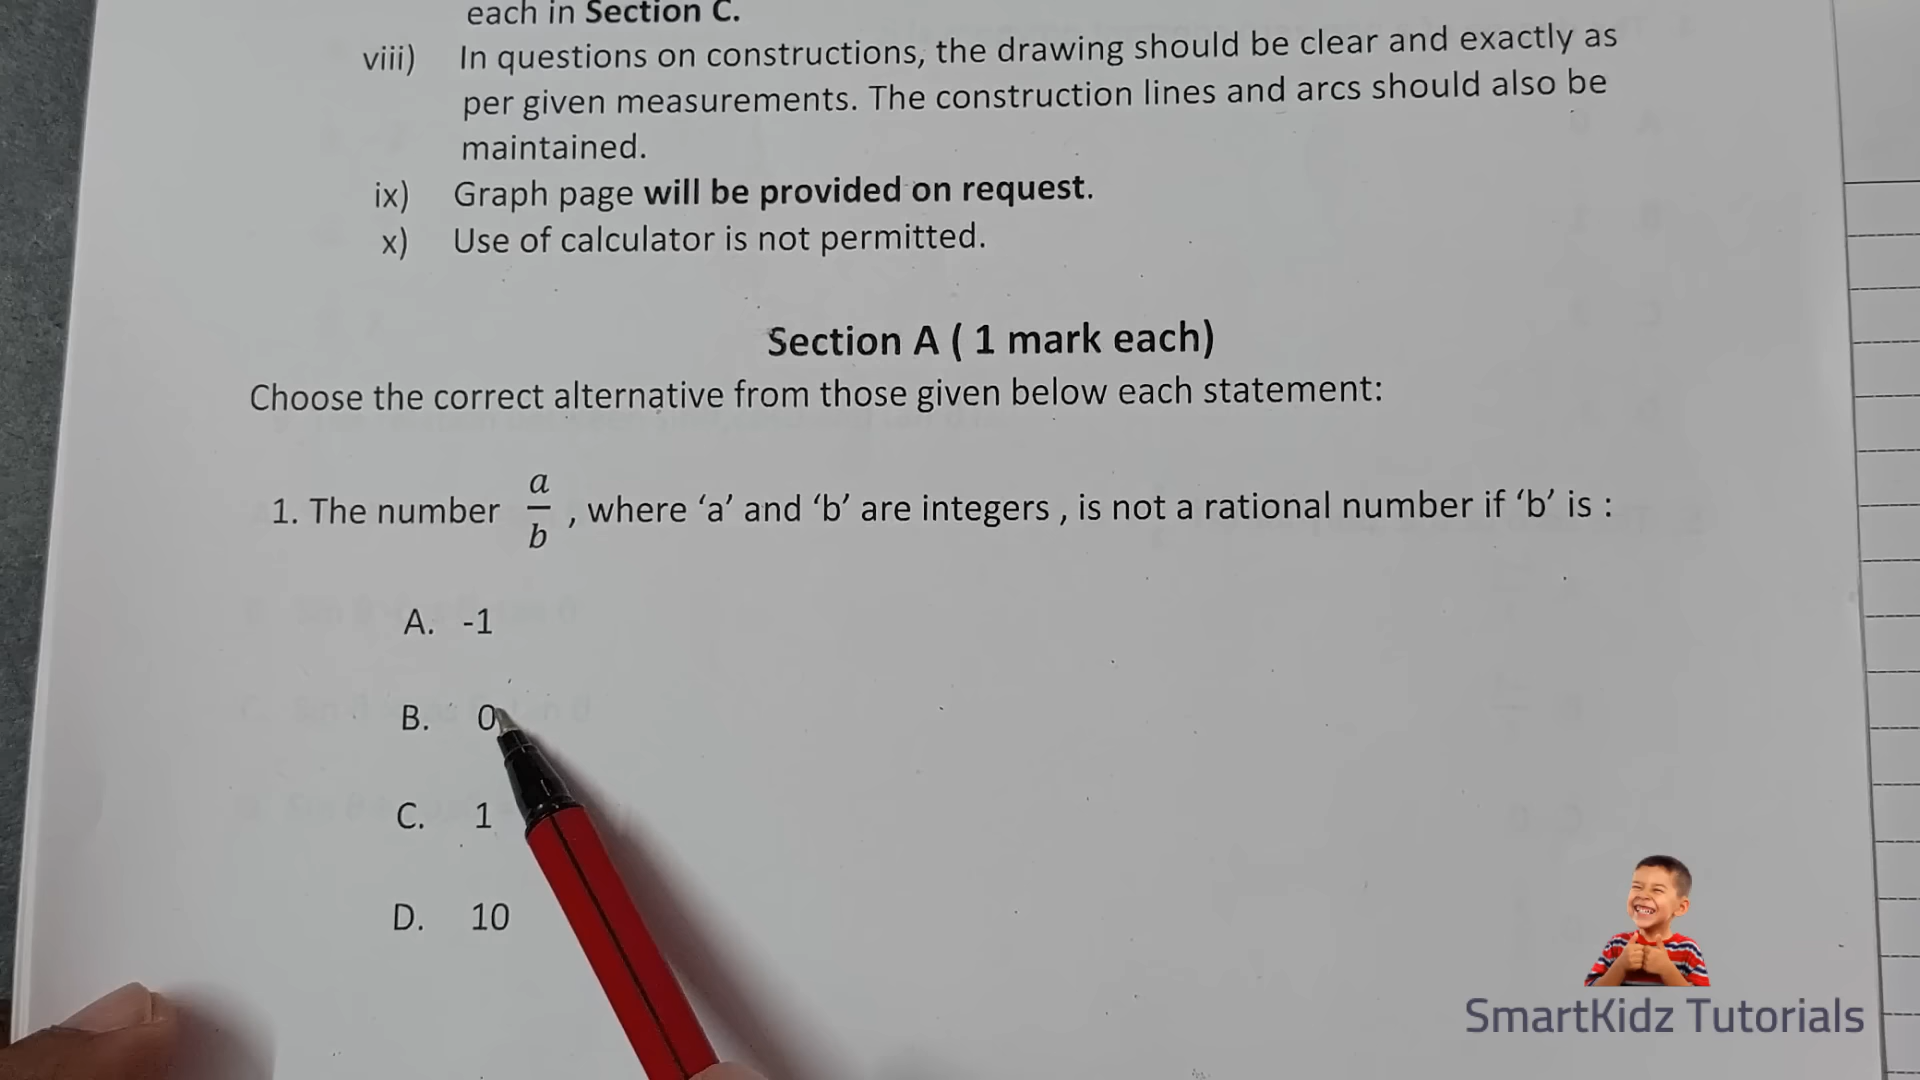 each in Section C.
viii) In questions on constructions, the drawing should be clear and exactly as
per given measurements. The construction lines and arcs should also be
maintained.
ix) Graph page will be provided on request.
x) Use of calculator is not permitted.
Section A ( 1 mark each)
Choose the correct alternative from those given below each statement:
1. The number a/b , where ‘a’ and ‘b’ are integers , is not a rational number if ‘b’ is :
A. -1
B. 0
C. 1
D. 10
SmartKidz Tutorials